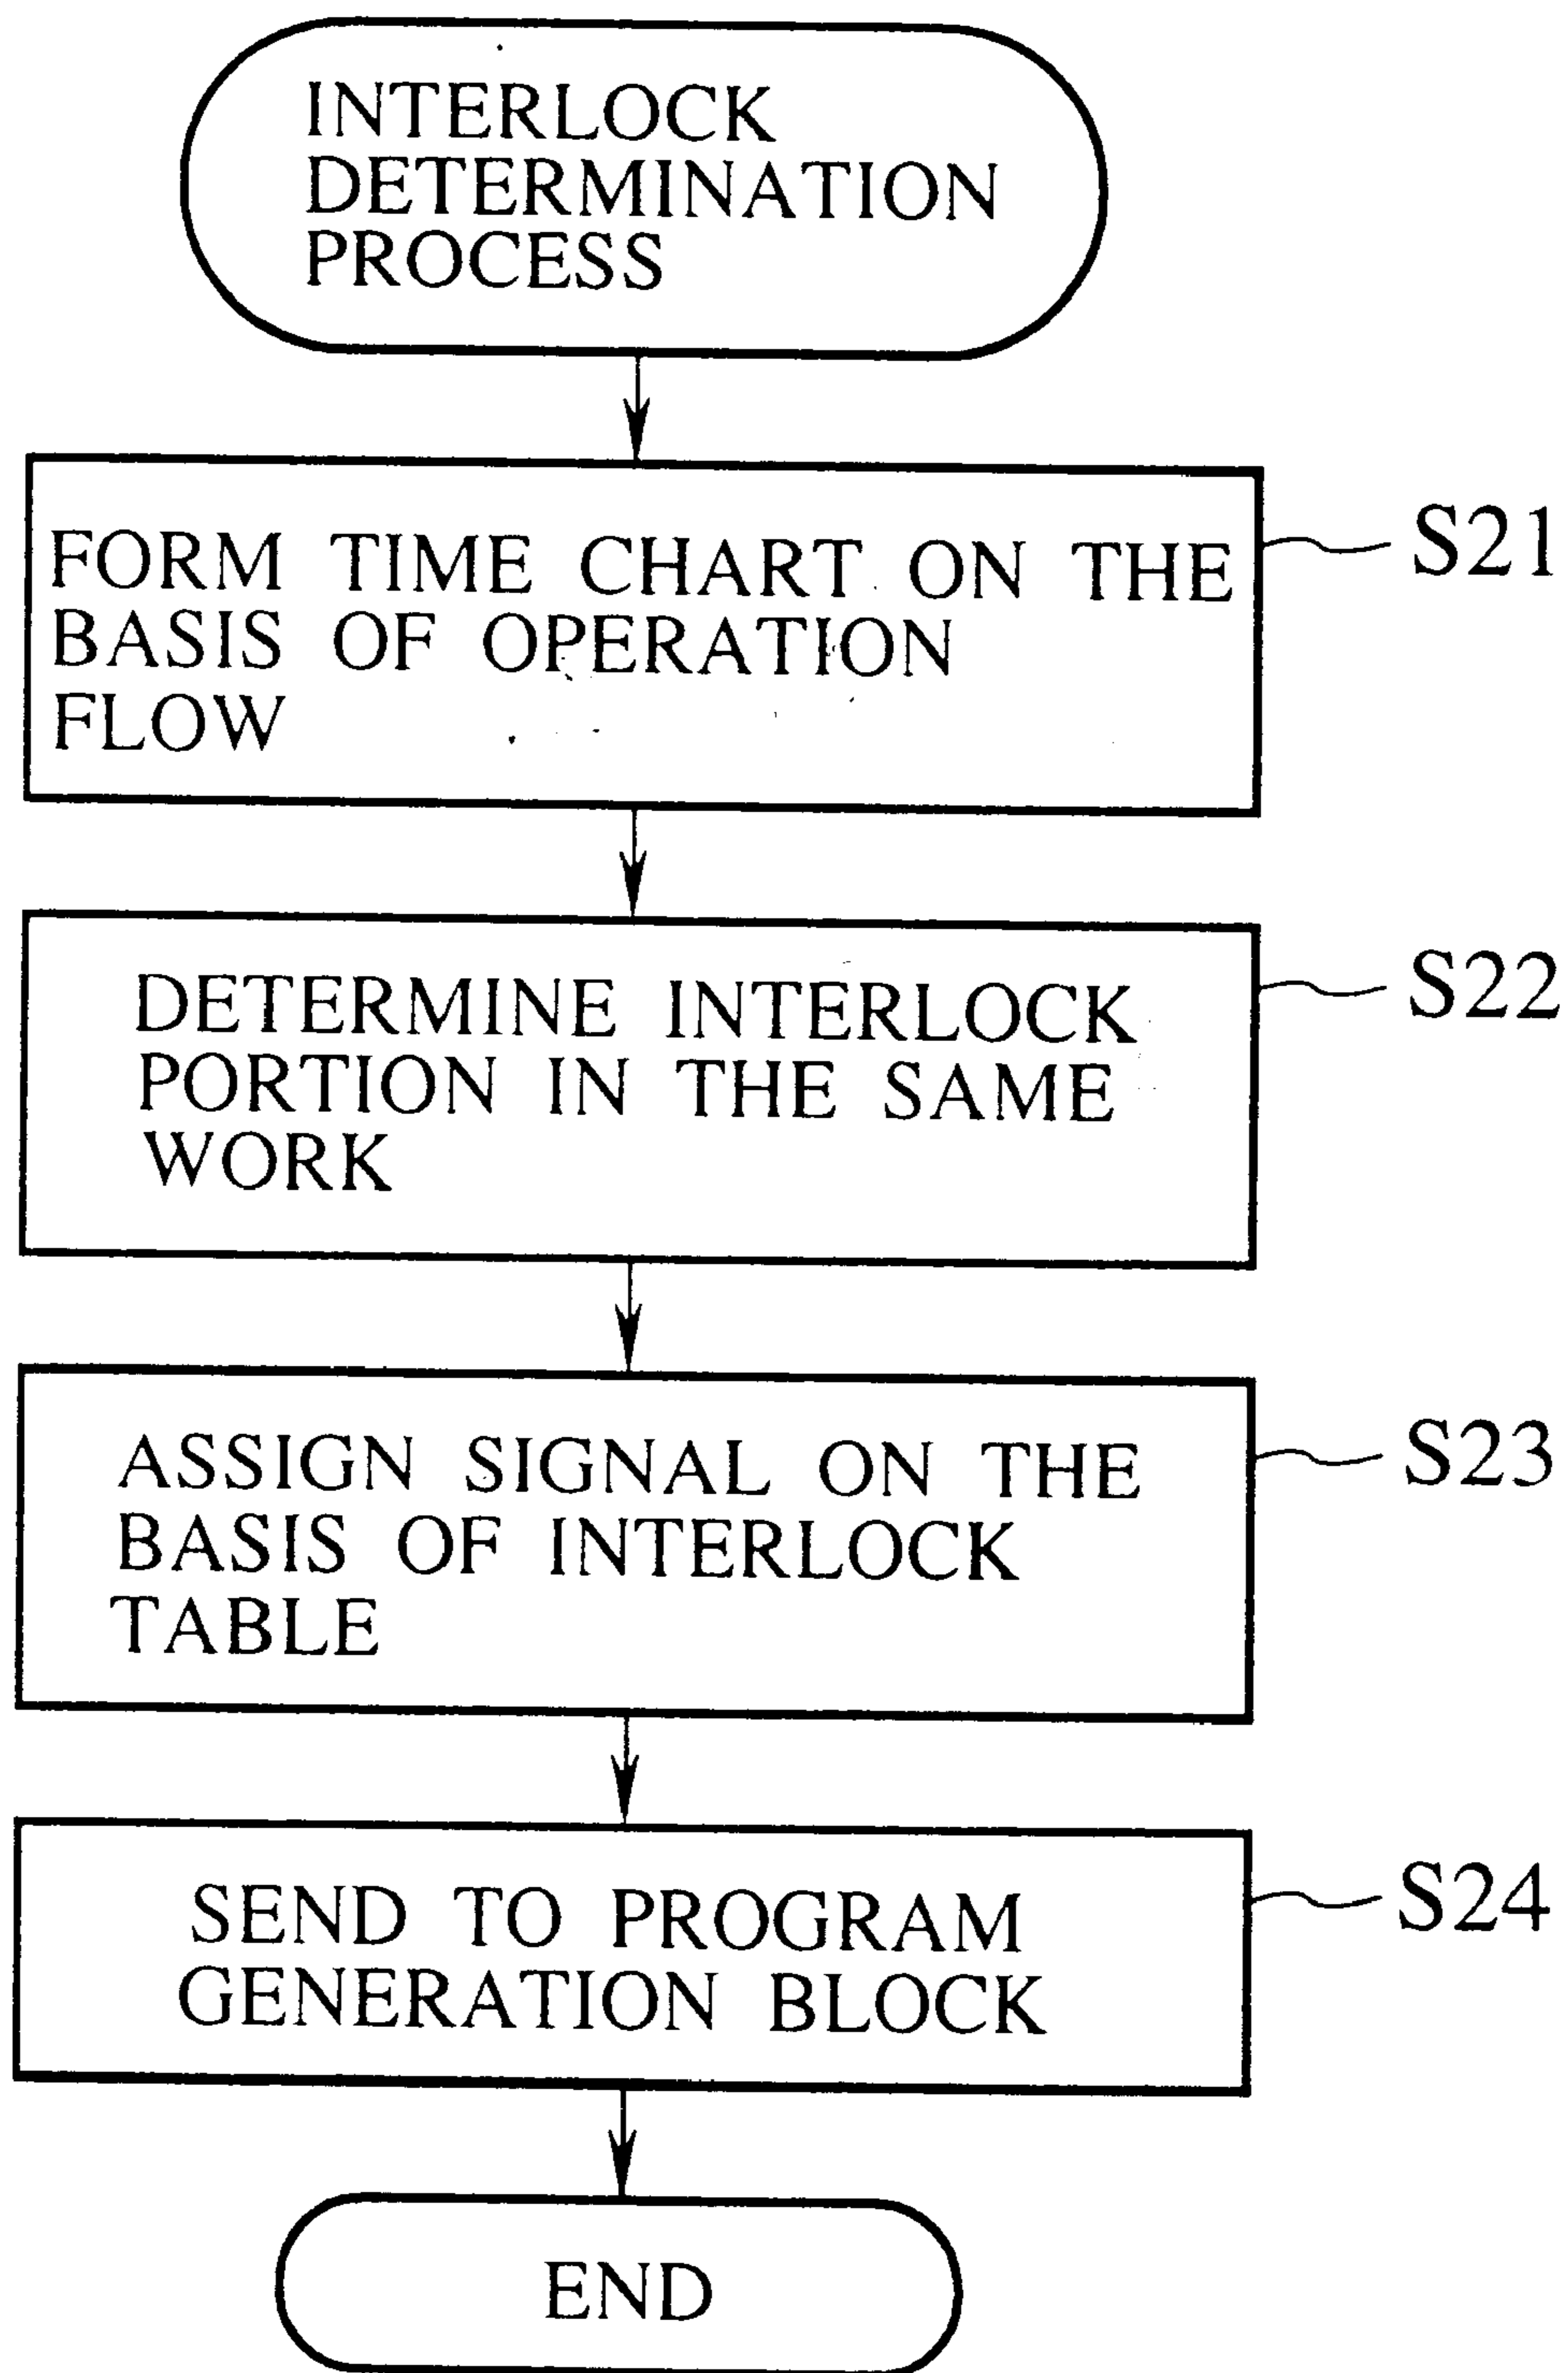 INTERLOCK
DETERMINATION
PROCESS
FORM TIME CHART ON THE
BASIS OF OPERATION
FLOW
S21
DETERMINE INTERLOCK
PORTION IN THE SAME
WORK
S22
ASSIGN SIGNAL ON THE
BASIS OF INTERLOCK
TABLE
S23
SEND TO PROGRAM
GENERATION BLOCK
S24
END